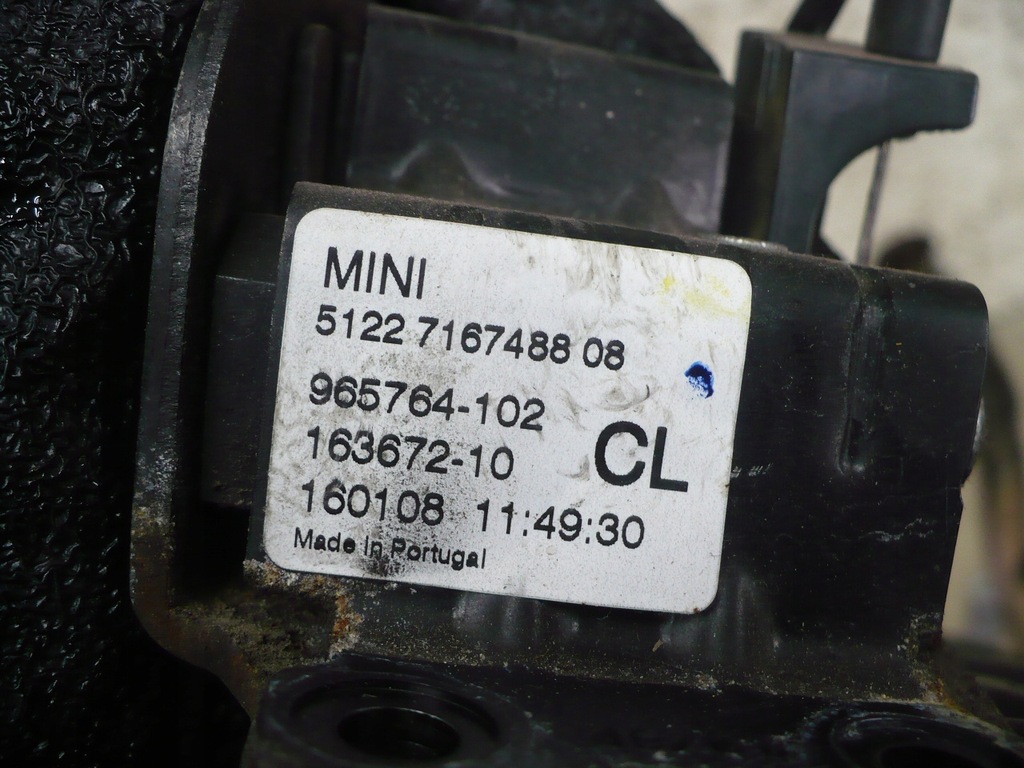 MINI
5122 7167488 08
965764-102
163672-10 CL
160108 11:49:30
Made in Portugal